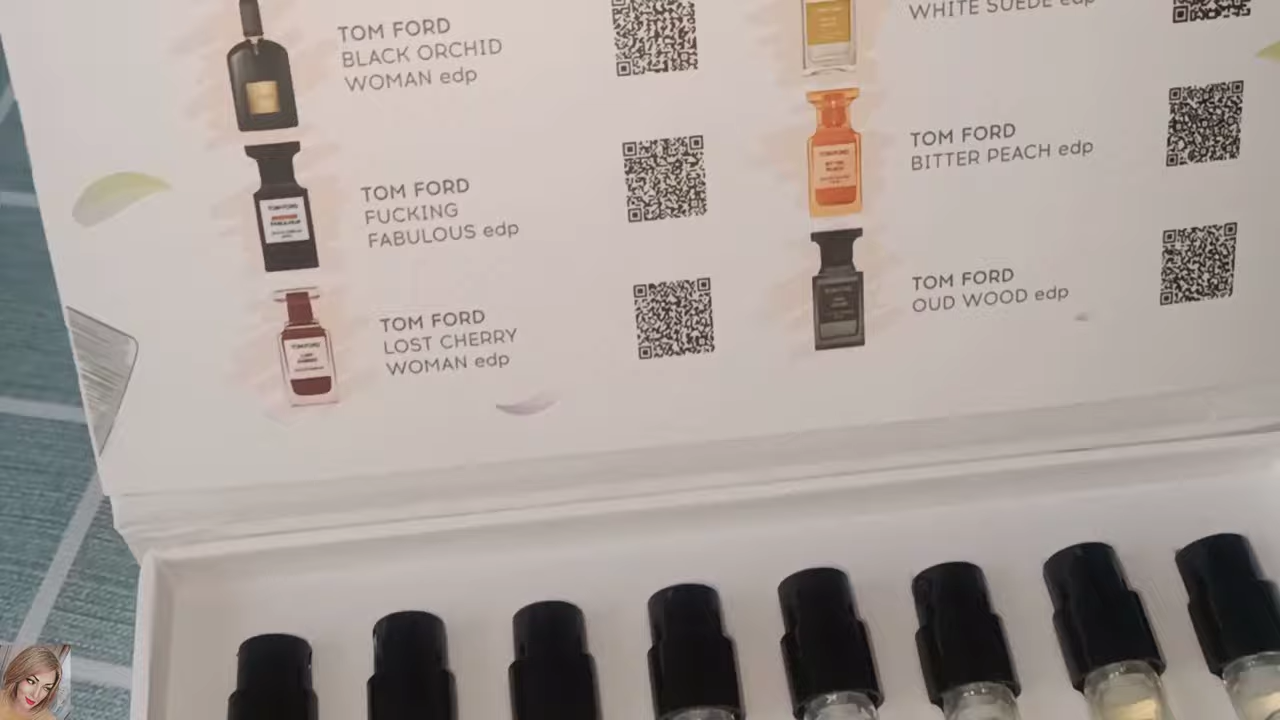 TOM FORD
BLACK ORCHID
WOMAN edp
TOM FORD
FUCKING
FABULOUS edp
TOM FORD
LOST CHERRY
WOMAN edp
WHITE SUEDE edp
TOM FORD
BITTER PEACH edp
TOM FORD
OUD WOOD edp